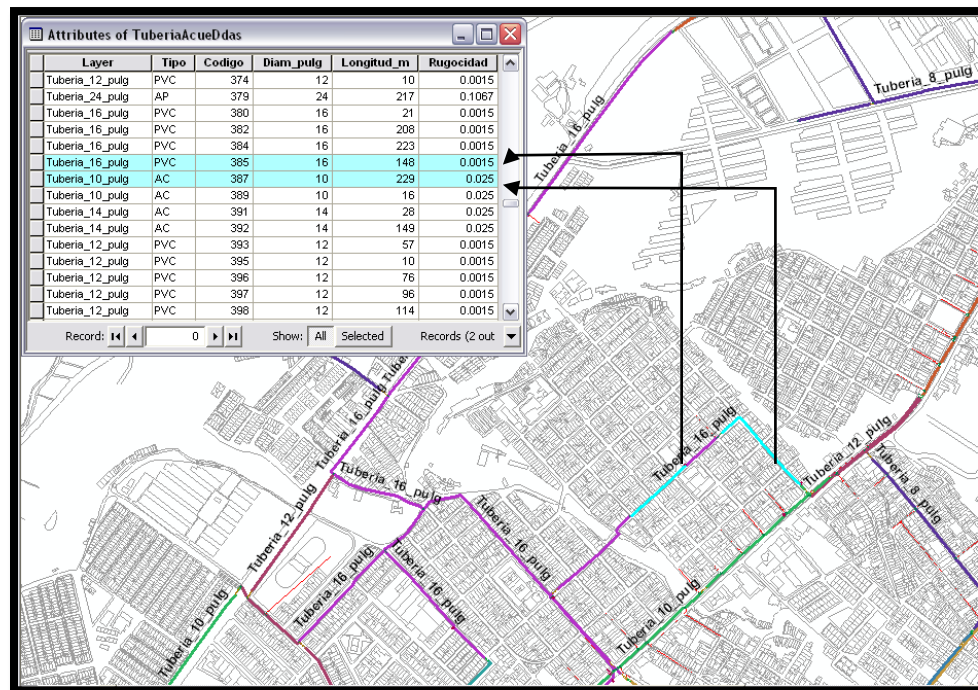 Attributes of TuberiaAcueDdas
Layer Tipo Codigo Diam_pulg Longitud_m Rugocidad
Tuberia_12_pulg PVC 374 12 10 0.0015
Tuberia_24_pulg AP 379 24 217 0.1067
Tuberia_16_pulg PVC 380 16 21 0.0015
Tuberia_16_pulg PVC 382 16 208 0.0015
Tuberia_16_pulg PVC 384 16 223 0.0015
Tuberia_16_pulg PVC 385 16 148 0.0015
Tuberia_10_pulg AC 387 10 229 0.025
Tuberia_10_pulg AC 389 10 16 0.025
Tuberia_14_pulg AC 391 14 28 0.025
Tuberia_14_pulg AC 392 14 149 0.025
Tuberia_12_pulg PVC 393 12 57 0.0015
Tuberia_12_pulg PVC 395 12 10 0.0015
Tuberia_12_pulg PVC 396 12 76 0.0015
Tuberia_12_pulg PVC 397 12 96 0.0015
Tuberia_12_pulg PVC 398 12 114 0.0015
Record: 0 Show: All Selected Records (2 out
Tuberia_8_pulg
Tuberia_16_pulg
Tuberia_16_pulg
Tube
Tuberia_16_pulg
Tuberia_16_pulg
Tuberia_12_pulg
Tuberia_8_pulg
Tuberia_12_pulg
Tuberia_16_pulg
Tuberia_16_pulg
Tuberia_16_pulg
Tuberia_10_pulg
Tuberia_10_pulg